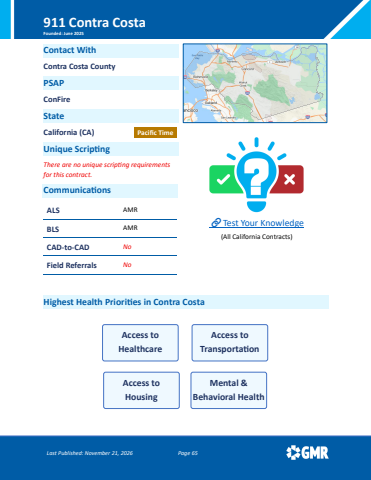 911 Contra Costa
Founded: June 2025
Contact With
Contra Costa County
PSAP
ConFire
State
California (CA)
Pacific Time
Unique Scripting
There are no unique scripting requirements
for this contract.
Communications
ALS AMR
BLS AMR
CAD-to-CAD No
Field Referrals No
?
Test Your Knowledge
(All California Contracts)
Highest Health Priorities in Contra Costa
Access to
Healthcare
Access to
Transportation
Access to
Housing
Mental &
Behavioral Health
Last Published: November 21, 2026 Page 65
GMR